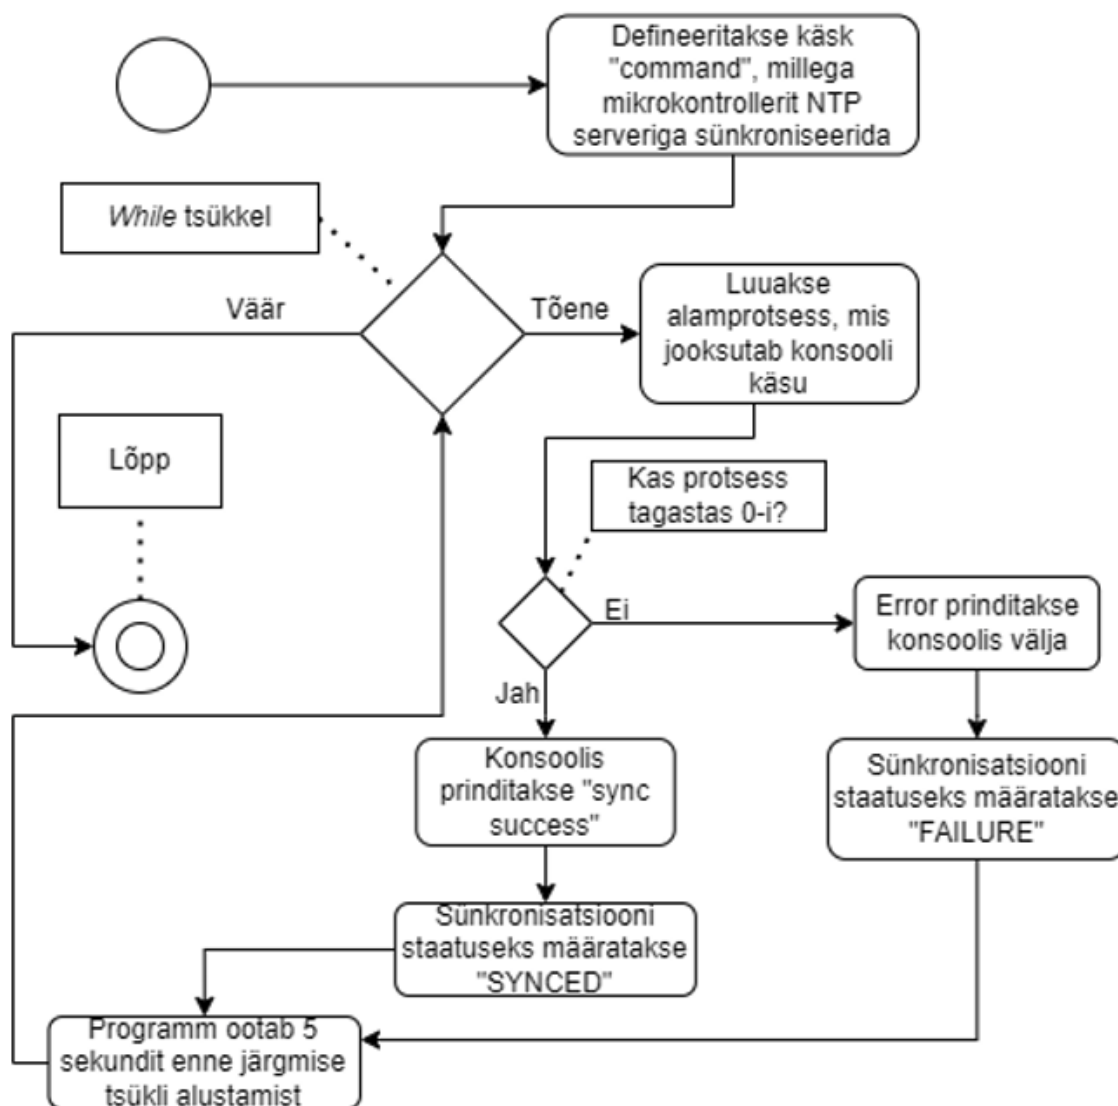 Defineeritakse käsk
"command", millega
mikrokontrollerit NTP
serveriga sünkroniseerida
While tsükkel
Väär
Tõene
Luuakse
alamprotsess, mis
jooksutab konsooli
käsu
Lõpp
Kas protsess
tagastas 0-i?
Ei
Error prinditakse
konsoolis välja
Jah
Konsoolis
prinditakse "sync
success"
Sünkronisatsiooni
staatuseks määratakse
"FAILURE"
Sünkronisatsiooni
staatuseks määratakse
"SYNCED"
Programm ootab 5
sekundit enne järgmise
tsükli alustamist